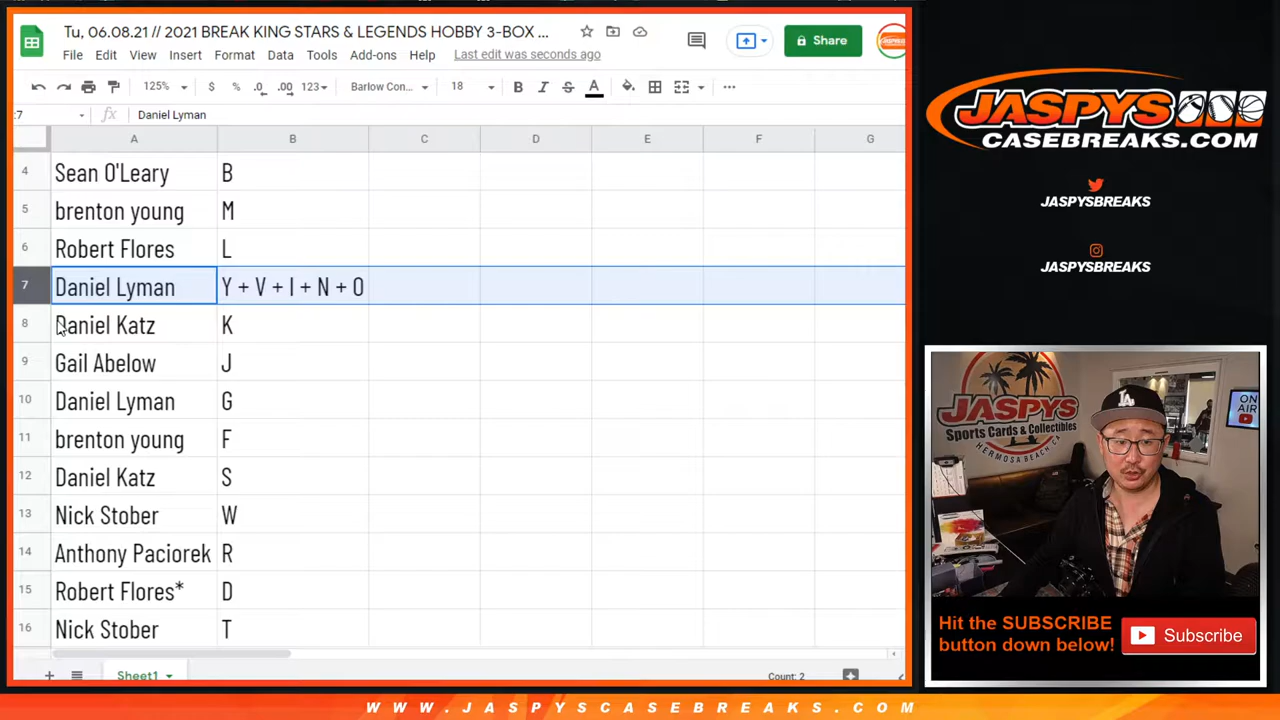 Tu, 06.08.21 // 2021 BREAK KING STARS & LEGENDS HOBBY 3-BOX ...
File Edit View Insert Format Data Tools Add-ons Help Last edit was seconds ago
Share
125% $ % .0 .00 123 Barlow Con... 18 B I S A
:7 fx Daniel Lyman
A B C D E F G
4 Sean O'Leary B
5 brenton young M
6 Robert Flores L
7 Daniel Lyman Y + V + I + N + O
8 Daniel Katz K
9 Gail Abelow J
10 Daniel Lyman G
11 brenton young F
12 Daniel Katz S
13 Nick Stober W
14 Anthony Paciorek R
15 Robert Flores* D
16 Nick Stober T
Sheet1
Count: 2
JASPYS
CASEBREAKS.COM
JASPYSBREAKS
JASPYSBREAKS
JASPYS
Sports Cards & Collectibles
HERMOSA BEACH, CA
LA
ON
AIR
Hit the SUBSCRIBE
button down below!
Subscribe
WWW.JASPYSCASEBREAKS.COM